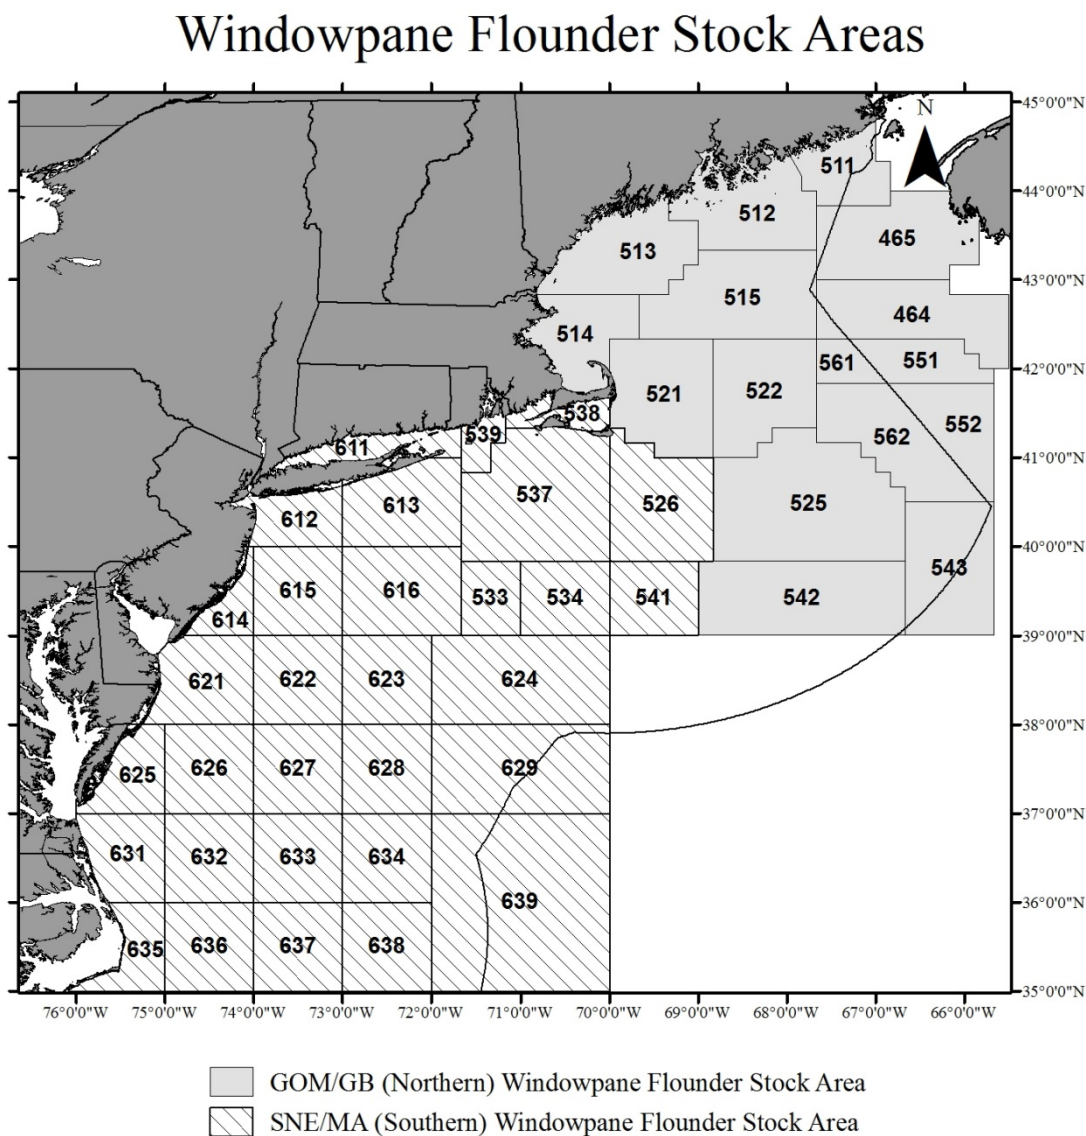 Windowpane Flounder Stock Areas
45°0'0"N
N
511
44°0'0"N
512
465
513
43°0'0"N
515
464
514
42°0'0"N
561
551
521
522
538
552
562
539
611
41°0'0"N
537
526
525
613
612
40°0'0"N
543
615
616
533
534
541
542
614
39°0'0"N
621
622
623
624
38°0'0"N
625
626
627
628
629
37°0'0"N
631
632
633
634
639
36°0'0"N
635
636
637
638
35°0'0"N
76°0'0"W 75°0'0"W 74°0'0"W 73°0'0"W 72°0'0"W 71°0'0"W 70°0'0"W 69°0'0"W 68°0'0"W 67°0'0"W 66°0'0"W
GOM/GB (Northern) Windowpane Flounder Stock Area
SNE/MA (Southern) Windowpane Flounder Stock Area